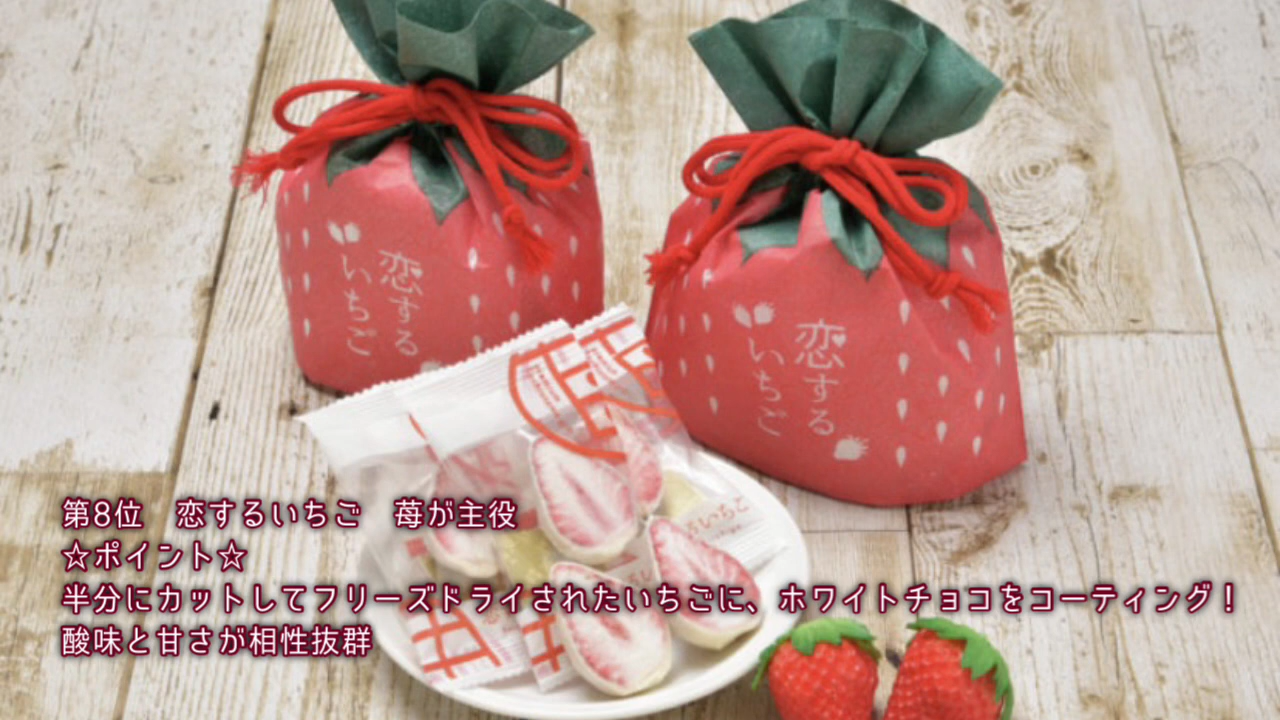 恋する
いちご
恋する
いちご
いちご
第8位　恋するいちご　苺が主役
☆ポイント☆
半分にカットしてフリーズドライされたいちごに、ホワイトチョコをコーティング！
酸味と甘さが相性抜群